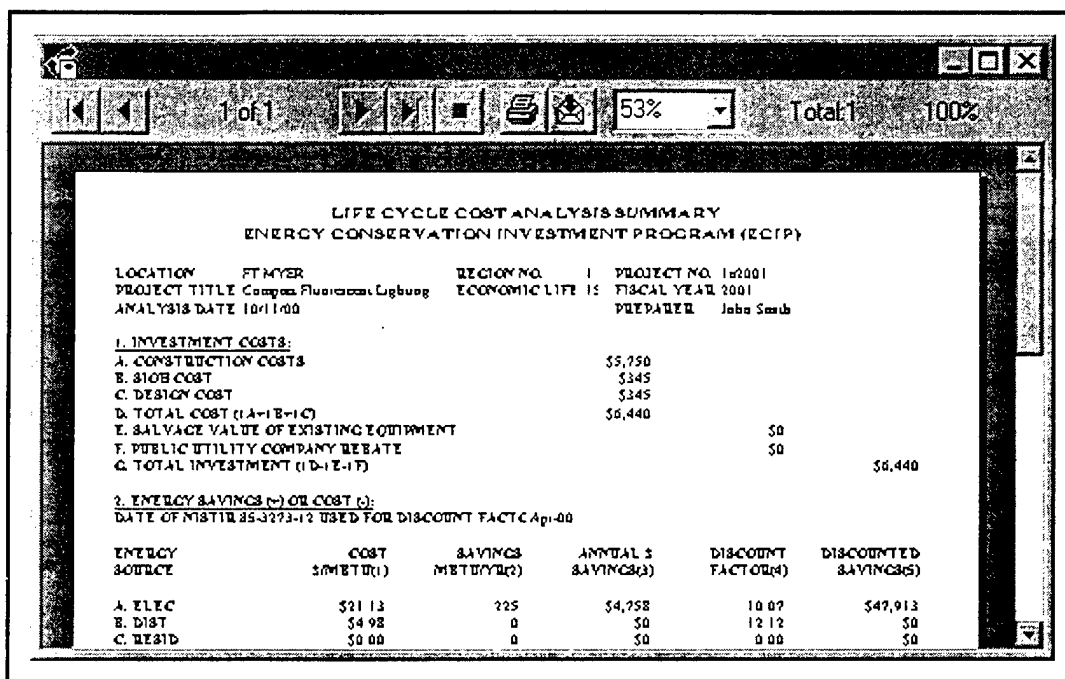 1 of 1 53% Total:1 100%
LIFE CYCLE COST ANALYSIS SUMMARY
ENERGY CONSERVATION INVESTMENT PROGRAM (ECIP)
LOCATION FT MYER REGION NO. 1 PROJECT NO. 1a2001
PROJECT TITLE Compact Fluorescent Lighting ECONOMIC LIFE 15 FISCAL YEAR 2001
ANALYSIS DATE 10/11/00 PREPARER John Smith
1. INVESTMENT COSTS:
A. CONSTRUCTION COSTS $5,750
B. SIOH COST $345
C. DESIGN COST $345
D. TOTAL COST (1A+1B+1C) $6,440
E. SALVAGE VALUE OF EXISTING EQUIPMENT $0
F. PUBLIC UTILITY COMPANY REBATE $0
G. TOTAL INVESTMENT (1D-1E-1F) $6,440
2. ENERGY SAVINGS (+) OR COST (-):
DATE OF NISTIR 85-3273-12 USED FOR DISCOUNT FACTC Apr-00
ENERGY COST SAVINGS ANNUAL $ DISCOUNT DISCOUNTED
SOURCE $/MBTU(1) MBTU/YR(2) SAVINGS(3) FACTOR(4) SAVINGS(5)
A. ELEC $21.13 225 $4,758 10.07 $47,913
B. DIST $4.98 0 $0 12.12 $0
C. RESID $0.00 0 $0 0.00 $0